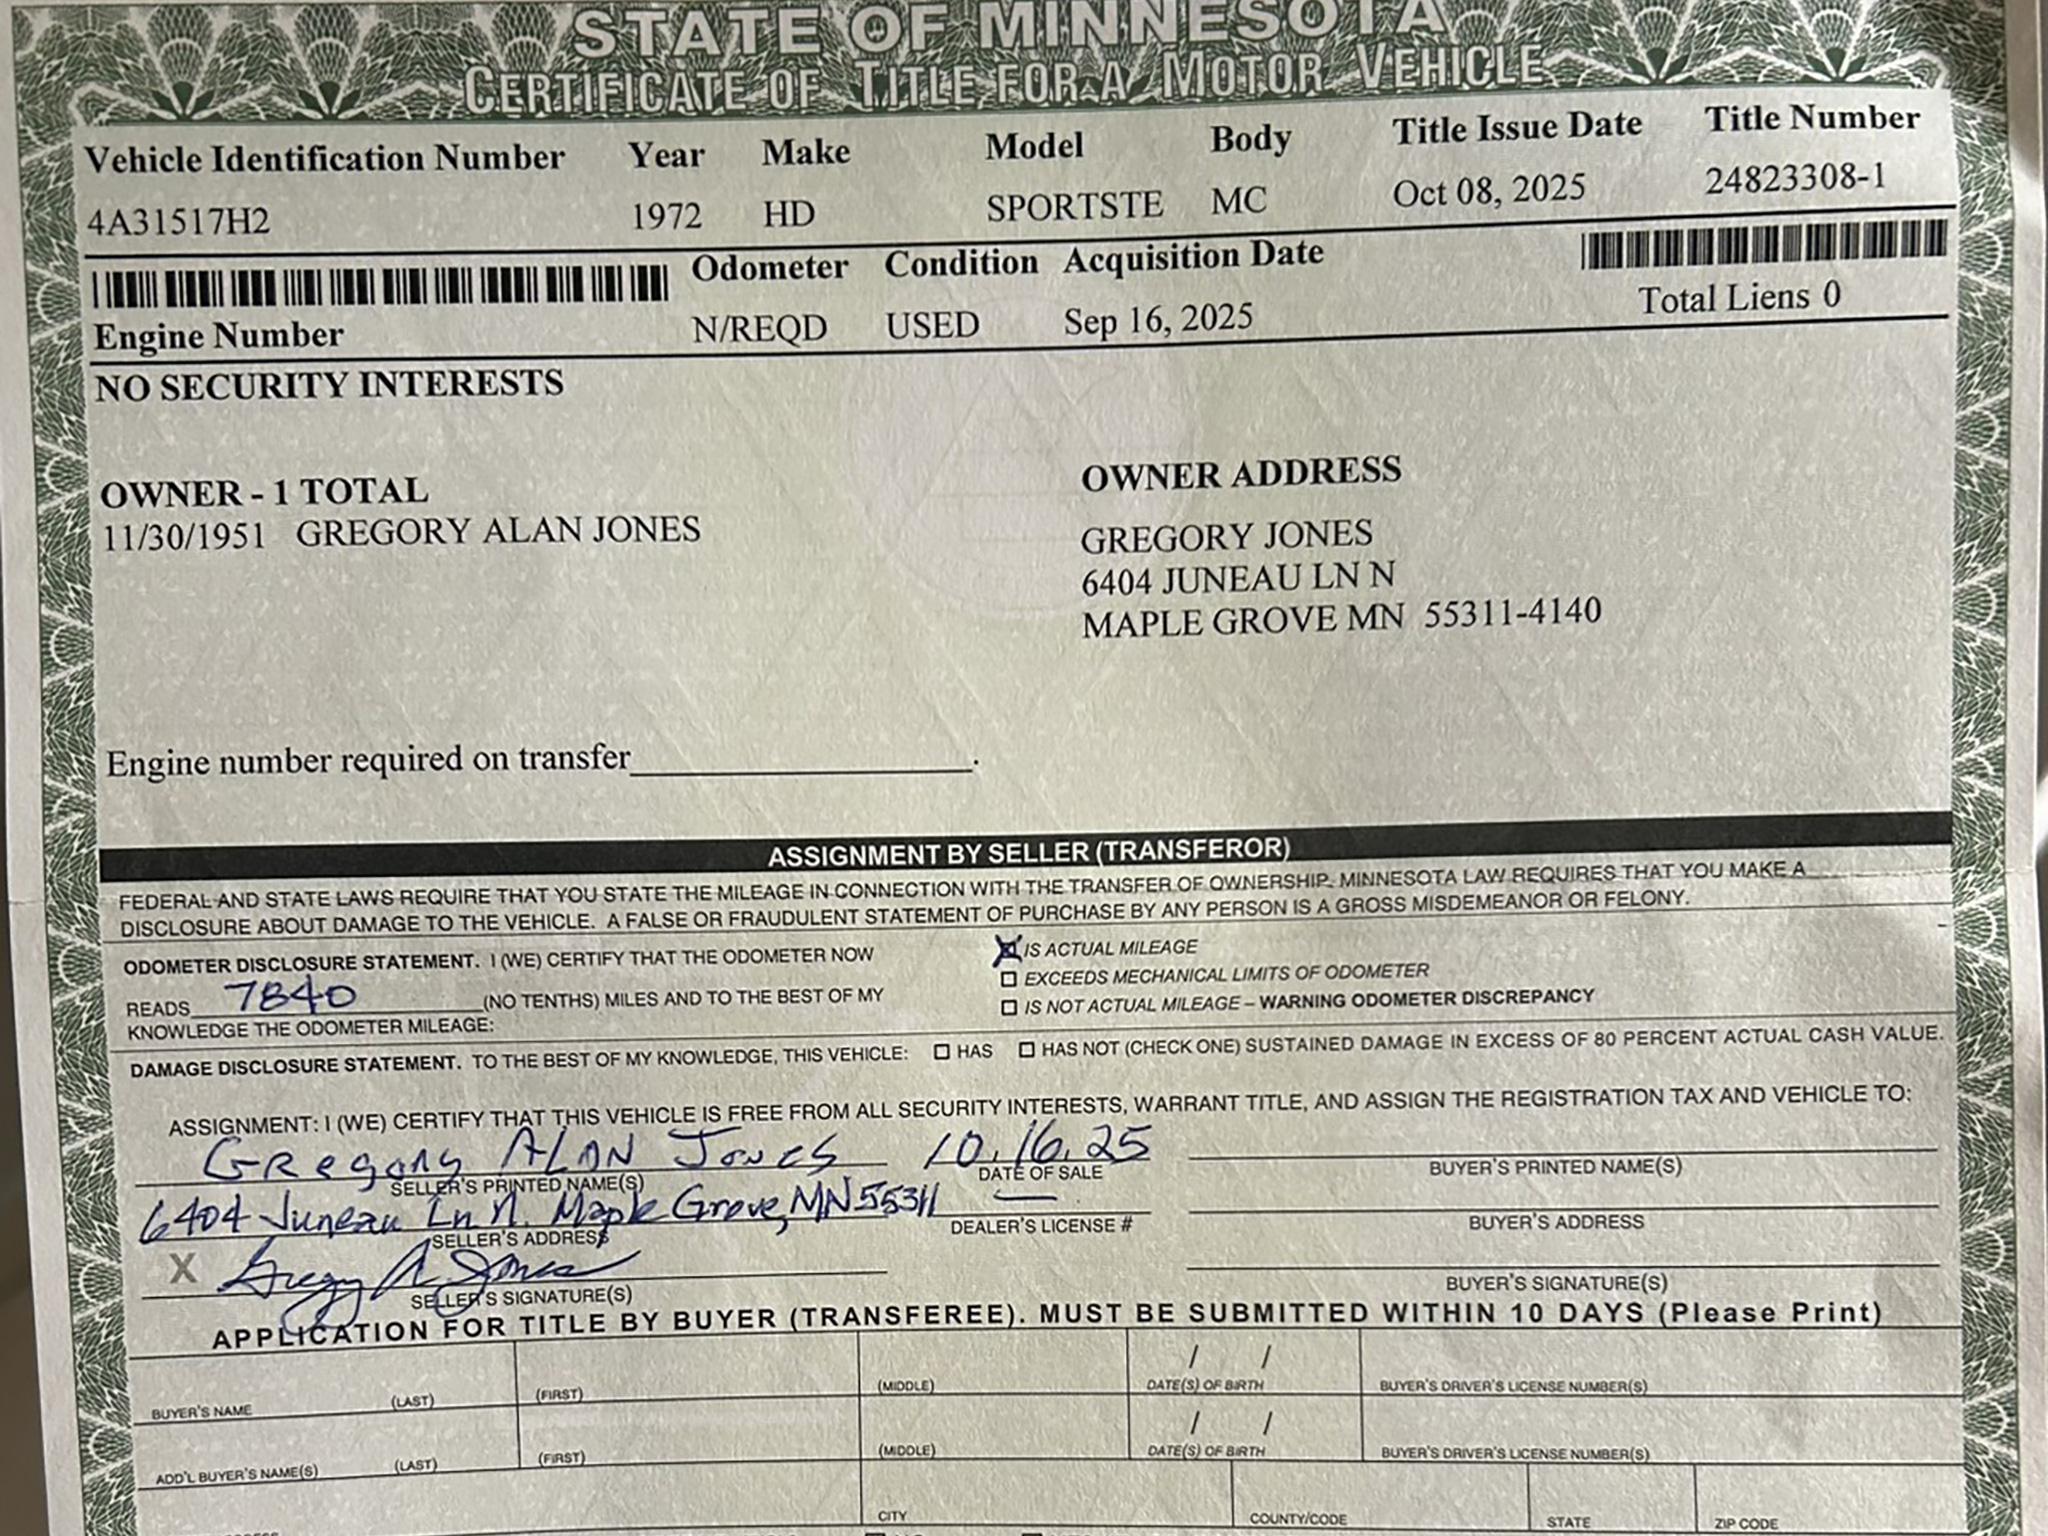 STATE OF MINNESOTA
CERTIFICATE OF TITLE FOR A MOTOR VEHICLE
Vehicle Identification Number Year Make Model Body Title Issue Date Title Number
4A31517H2 1972 HD SPORTSTE MC Oct 08, 2025 24823308-1
Odometer Condition Acquisition Date
Engine Number N/REQD USED Sep 16, 2025 Total Liens 0
NO SECURITY INTERESTS
OWNER - 1 TOTAL
11/30/1951 GREGORY ALAN JONES
OWNER ADDRESS
GREGORY JONES
6404 JUNEAU LN N
MAPLE GROVE MN 55311-4140
Engine number required on transfer____________________.
ASSIGNMENT BY SELLER (TRANSFEROR)
FEDERAL AND STATE LAWS REQUIRE THAT YOU STATE THE MILEAGE IN CONNECTION WITH THE TRANSFER OF OWNERSHIP. MINNESOTA LAW REQUIRES THAT YOU MAKE A
DISCLOSURE ABOUT DAMAGE TO THE VEHICLE. A FALSE OR FRAUDULENT STATEMENT OF PURCHASE BY ANY PERSON IS A GROSS MISDEMEANOR OR FELONY.
ODOMETER DISCLOSURE STATEMENT. I (WE) CERTIFY THAT THE ODOMETER NOW
READS 7840 (NO TENTHS) MILES AND TO THE BEST OF MY
KNOWLEDGE THE ODOMETER MILEAGE:
X IS ACTUAL MILEAGE
☐ EXCEEDS MECHANICAL LIMITS OF ODOMETER
☐ IS NOT ACTUAL MILEAGE – WARNING ODOMETER DISCREPANCY
DAMAGE DISCLOSURE STATEMENT. TO THE BEST OF MY KNOWLEDGE, THIS VEHICLE: ☐ HAS ☐ HAS NOT (CHECK ONE) SUSTAINED DAMAGE IN EXCESS OF 80 PERCENT ACTUAL CASH VALUE.
ASSIGNMENT: I (WE) CERTIFY THAT THIS VEHICLE IS FREE FROM ALL SECURITY INTERESTS, WARRANT TITLE, AND ASSIGN THE REGISTRATION TAX AND VEHICLE TO:
Gregory ALAN Jones 10.16.25
SELLER'S PRINTED NAME(S) DATE OF SALE BUYER'S PRINTED NAME(S)
6404 Juneau Ln N. Maple Grove, MN 55311 —
SELLER'S ADDRESS DEALER'S LICENSE # BUYER'S ADDRESS
X Gregy A Jones
SELLER'S SIGNATURE(S) BUYER'S SIGNATURE(S)
APPLICATION FOR TITLE BY BUYER (TRANSFEREE). MUST BE SUBMITTED WITHIN 10 DAYS (Please Print)
/ /
BUYER'S NAME (LAST) (FIRST) (MIDDLE) DATE(S) OF BIRTH BUYER'S DRIVER'S LICENSE NUMBER(S)
/ /
ADD'L BUYER'S NAME(S) (LAST) (FIRST) (MIDDLE) DATE(S) OF BIRTH BUYER'S DRIVER'S LICENSE NUMBER(S)
CITY COUNTY/CODE STATE ZIP CODE